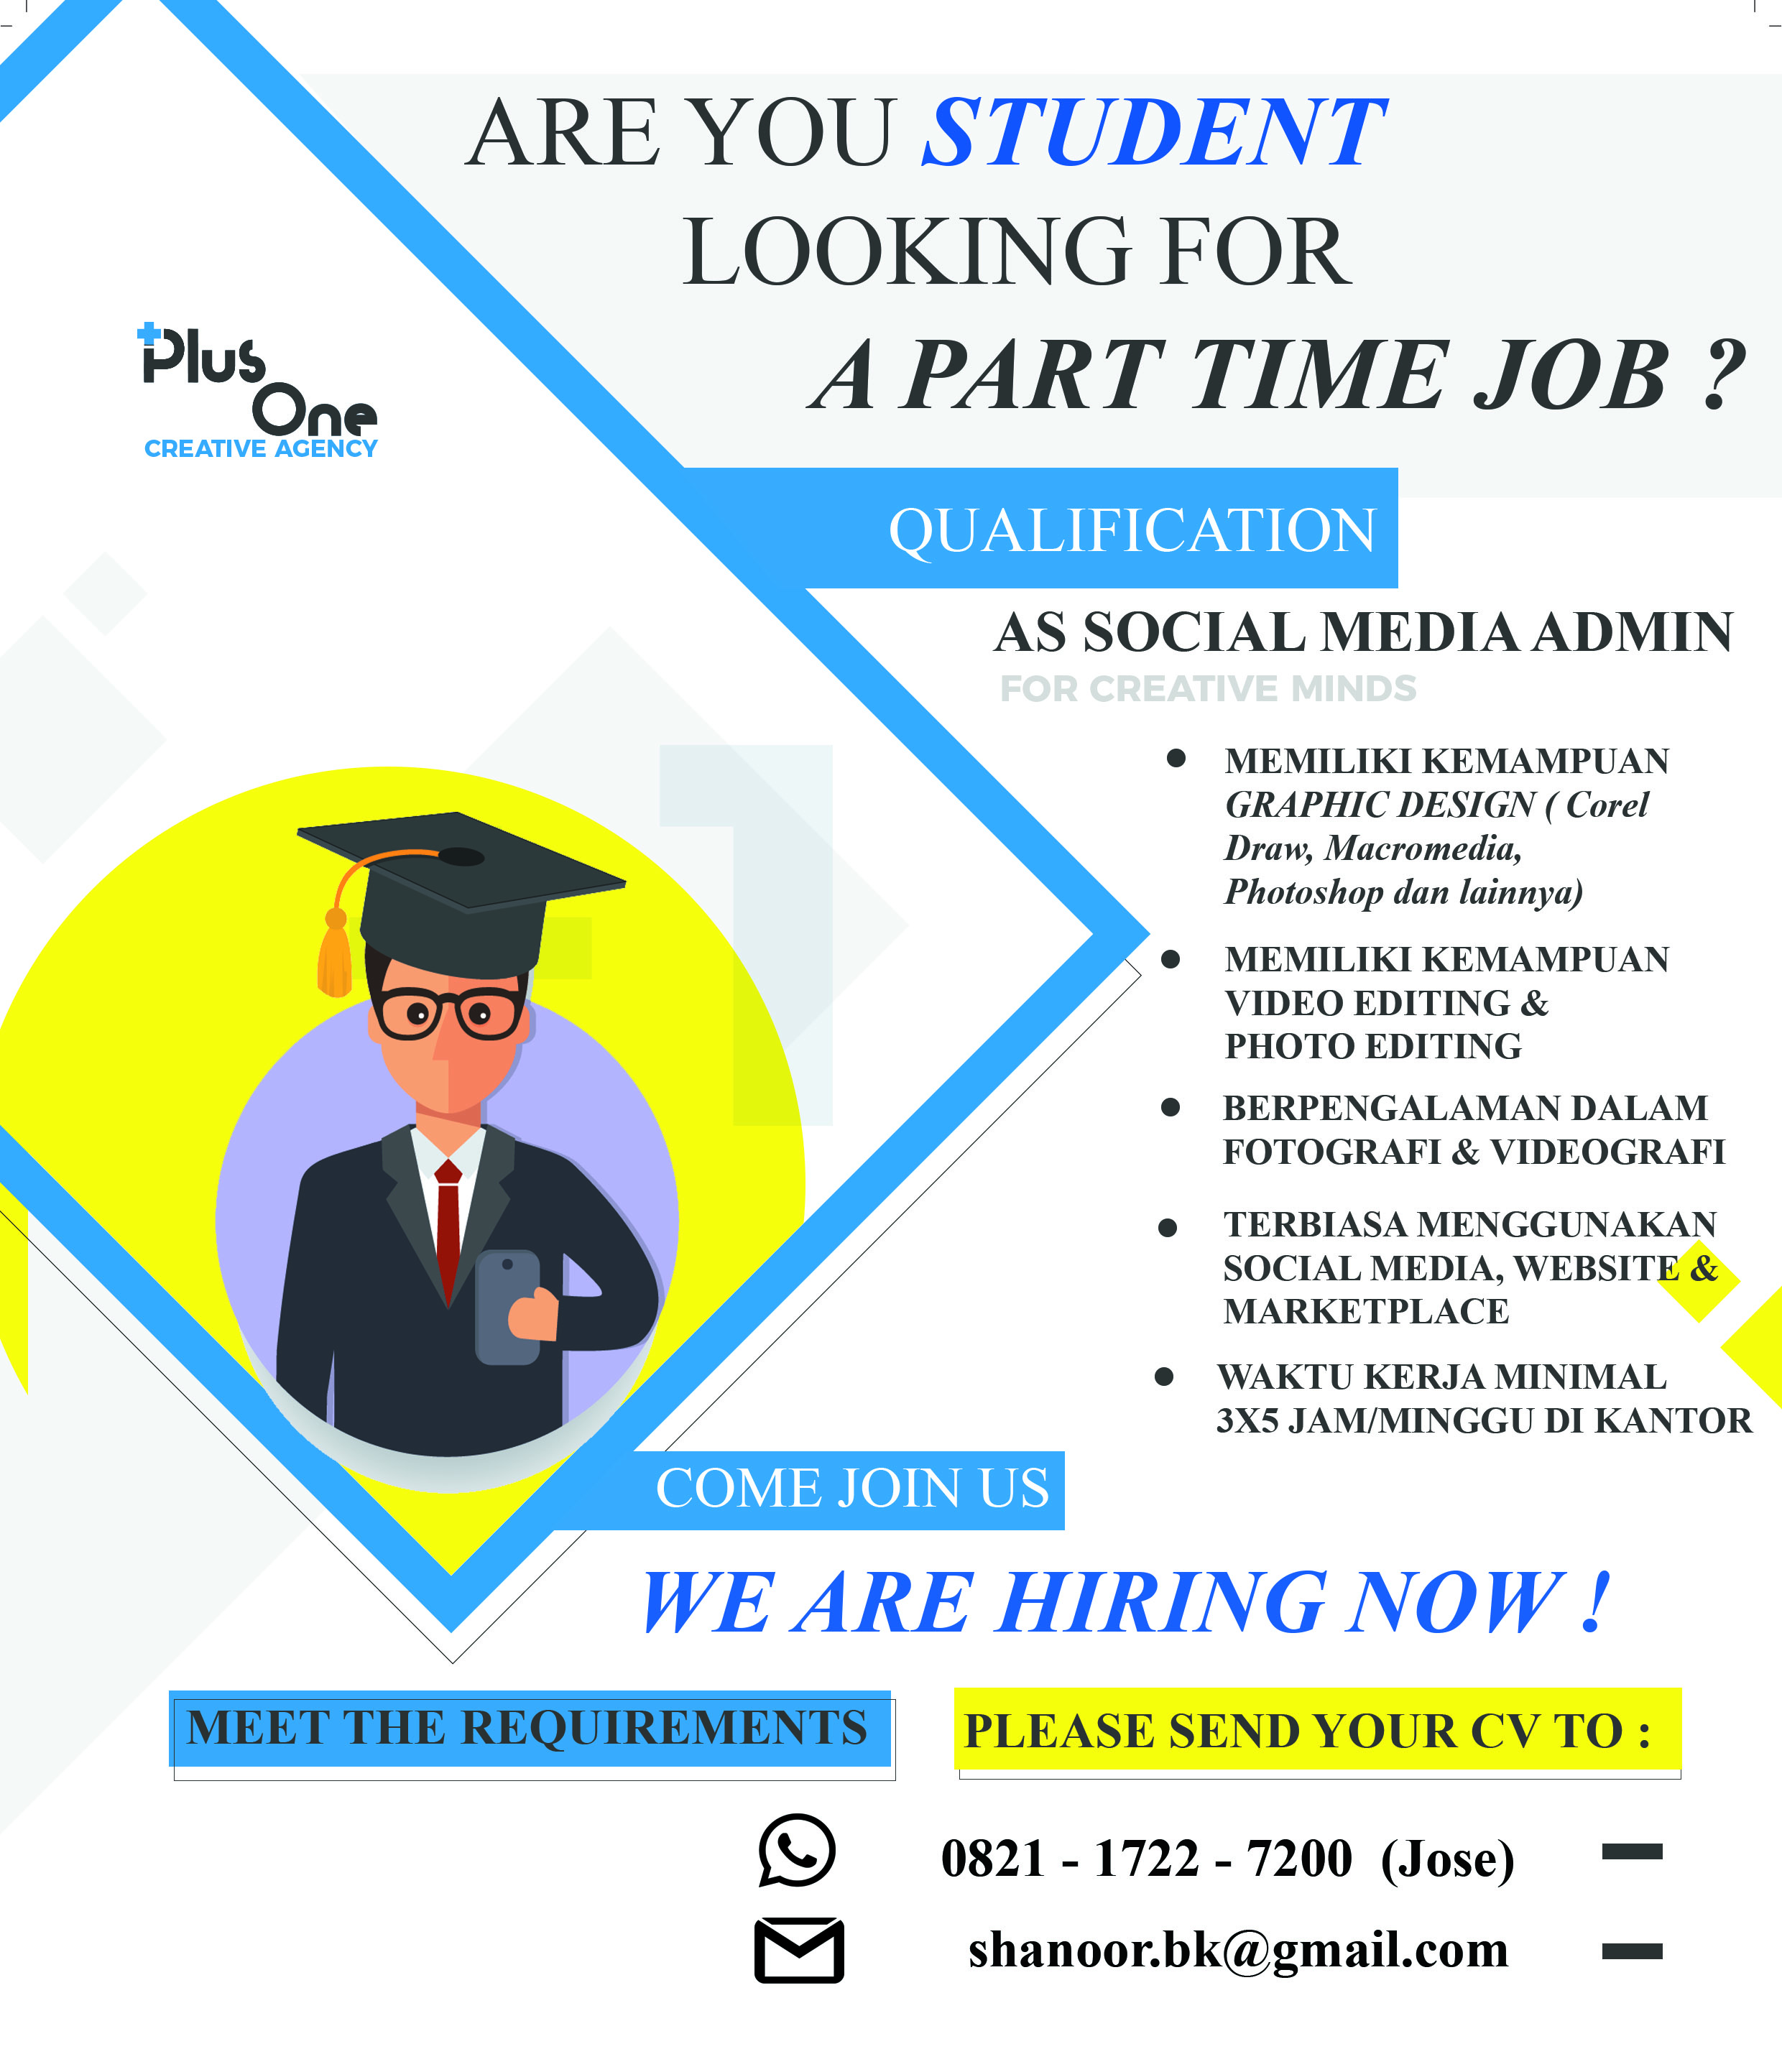 ARE YOU STUDENT
LOOKING FOR
A PART TIME JOB ?
Plus
One
CREATIVE AGENCY
QUALIFICATION
AS SOCIAL MEDIA ADMIN
FOR CREATIVE MINDS
• MEMILIKI KEMAMPUAN
GRAPHIC DESIGN ( Corel
Draw, Macromedia,
Photoshop dan lainnya)
• MEMILIKI KEMAMPUAN
VIDEO EDITING &
PHOTO EDITING
• BERPENGALAMAN DALAM
FOTOGRAFI & VIDEOGRAFI
• TERBIASA MENGGUNAKAN
SOCIAL MEDIA, WEBSITE &
MARKETPLACE
• WAKTU KERJA MINIMAL
3X5 JAM/MINGGU DI KANTOR
COME JOIN US
WE ARE HIRING NOW !
MEET THE REQUIREMENTS
PLEASE SEND YOUR CV TO :
0821 - 1722 - 7200 (Jose)
shanoor.bk@gmail.com